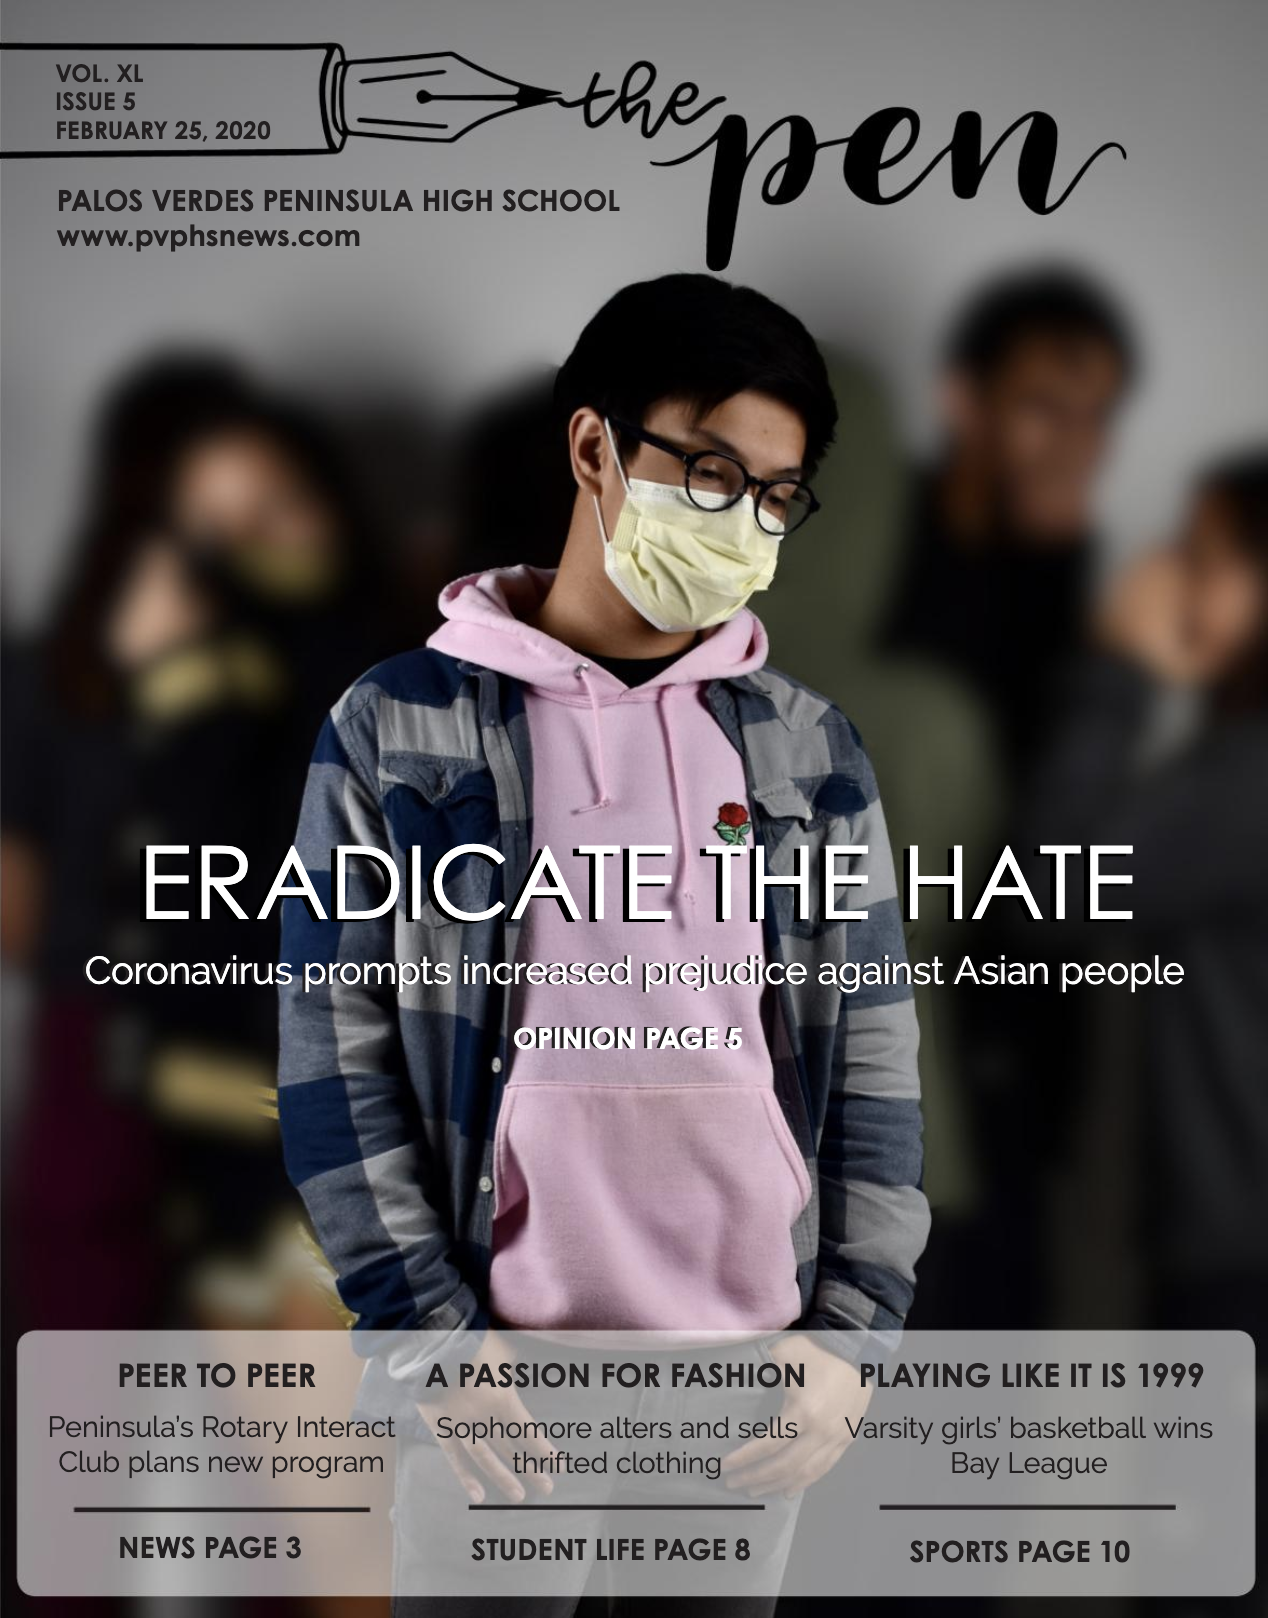 VOL. XL
ISSUE 5
FEBRUARY 25, 2020
the pen
PALOS VERDES PENINSULA HIGH SCHOOL
www.pvphsnews.com
ERADICATE THE HATE
Coronavirus prompts increased prejudice against Asian people
OPINION PAGE 5
PEER TO PEER
Peninsula's Rotary Interact
Club plans new program
NEWS PAGE 3
A PASSION FOR FASHION
Sophomore alters and sells
thrifted clothing
STUDENT LIFE PAGE 8
PLAYING LIKE IT IS 1999
Varsity girls' basketball wins
Bay League
SPORTS PAGE 10